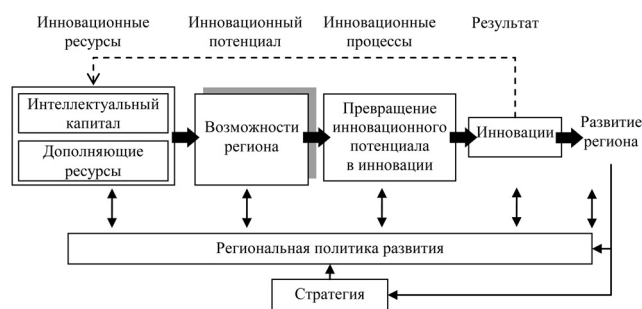 Инновационные
ресурсы
Инновационный
потенциал
Инновационные
процессы
Результат
Интеллектуальный
капитал
Дополняющие
ресурсы
Возможности
региона
Превращение
инновационного
потенциала
в инновации
Инновации
Развитие
региона
Региональная политика развития
Стратегия